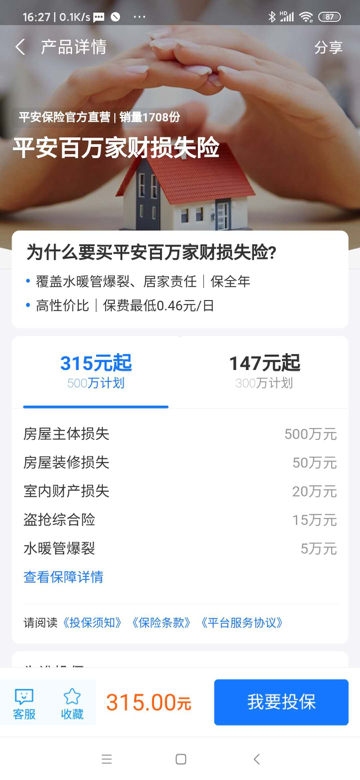 16:27 | 0.1K/s ... HD 87
产品详情 分享
平安保险官方直营 | 销量1708份
平安百万家财损失险
为什么要买平安百万家财损失险?
• 覆盖水暖管爆裂、居家责任｜保全年
• 高性价比｜保费最低0.46元/日
315元起 147元起
500万计划 300万计划
房屋主体损失 500万元
房屋装修损失 50万元
室内财产损失 20万元
盗抢综合险 15万元
水暖管爆裂 5万元
查看保障详情
请阅读《投保须知》《保险条款》《平台服务协议》
客服 收藏 315.00元 我要投保